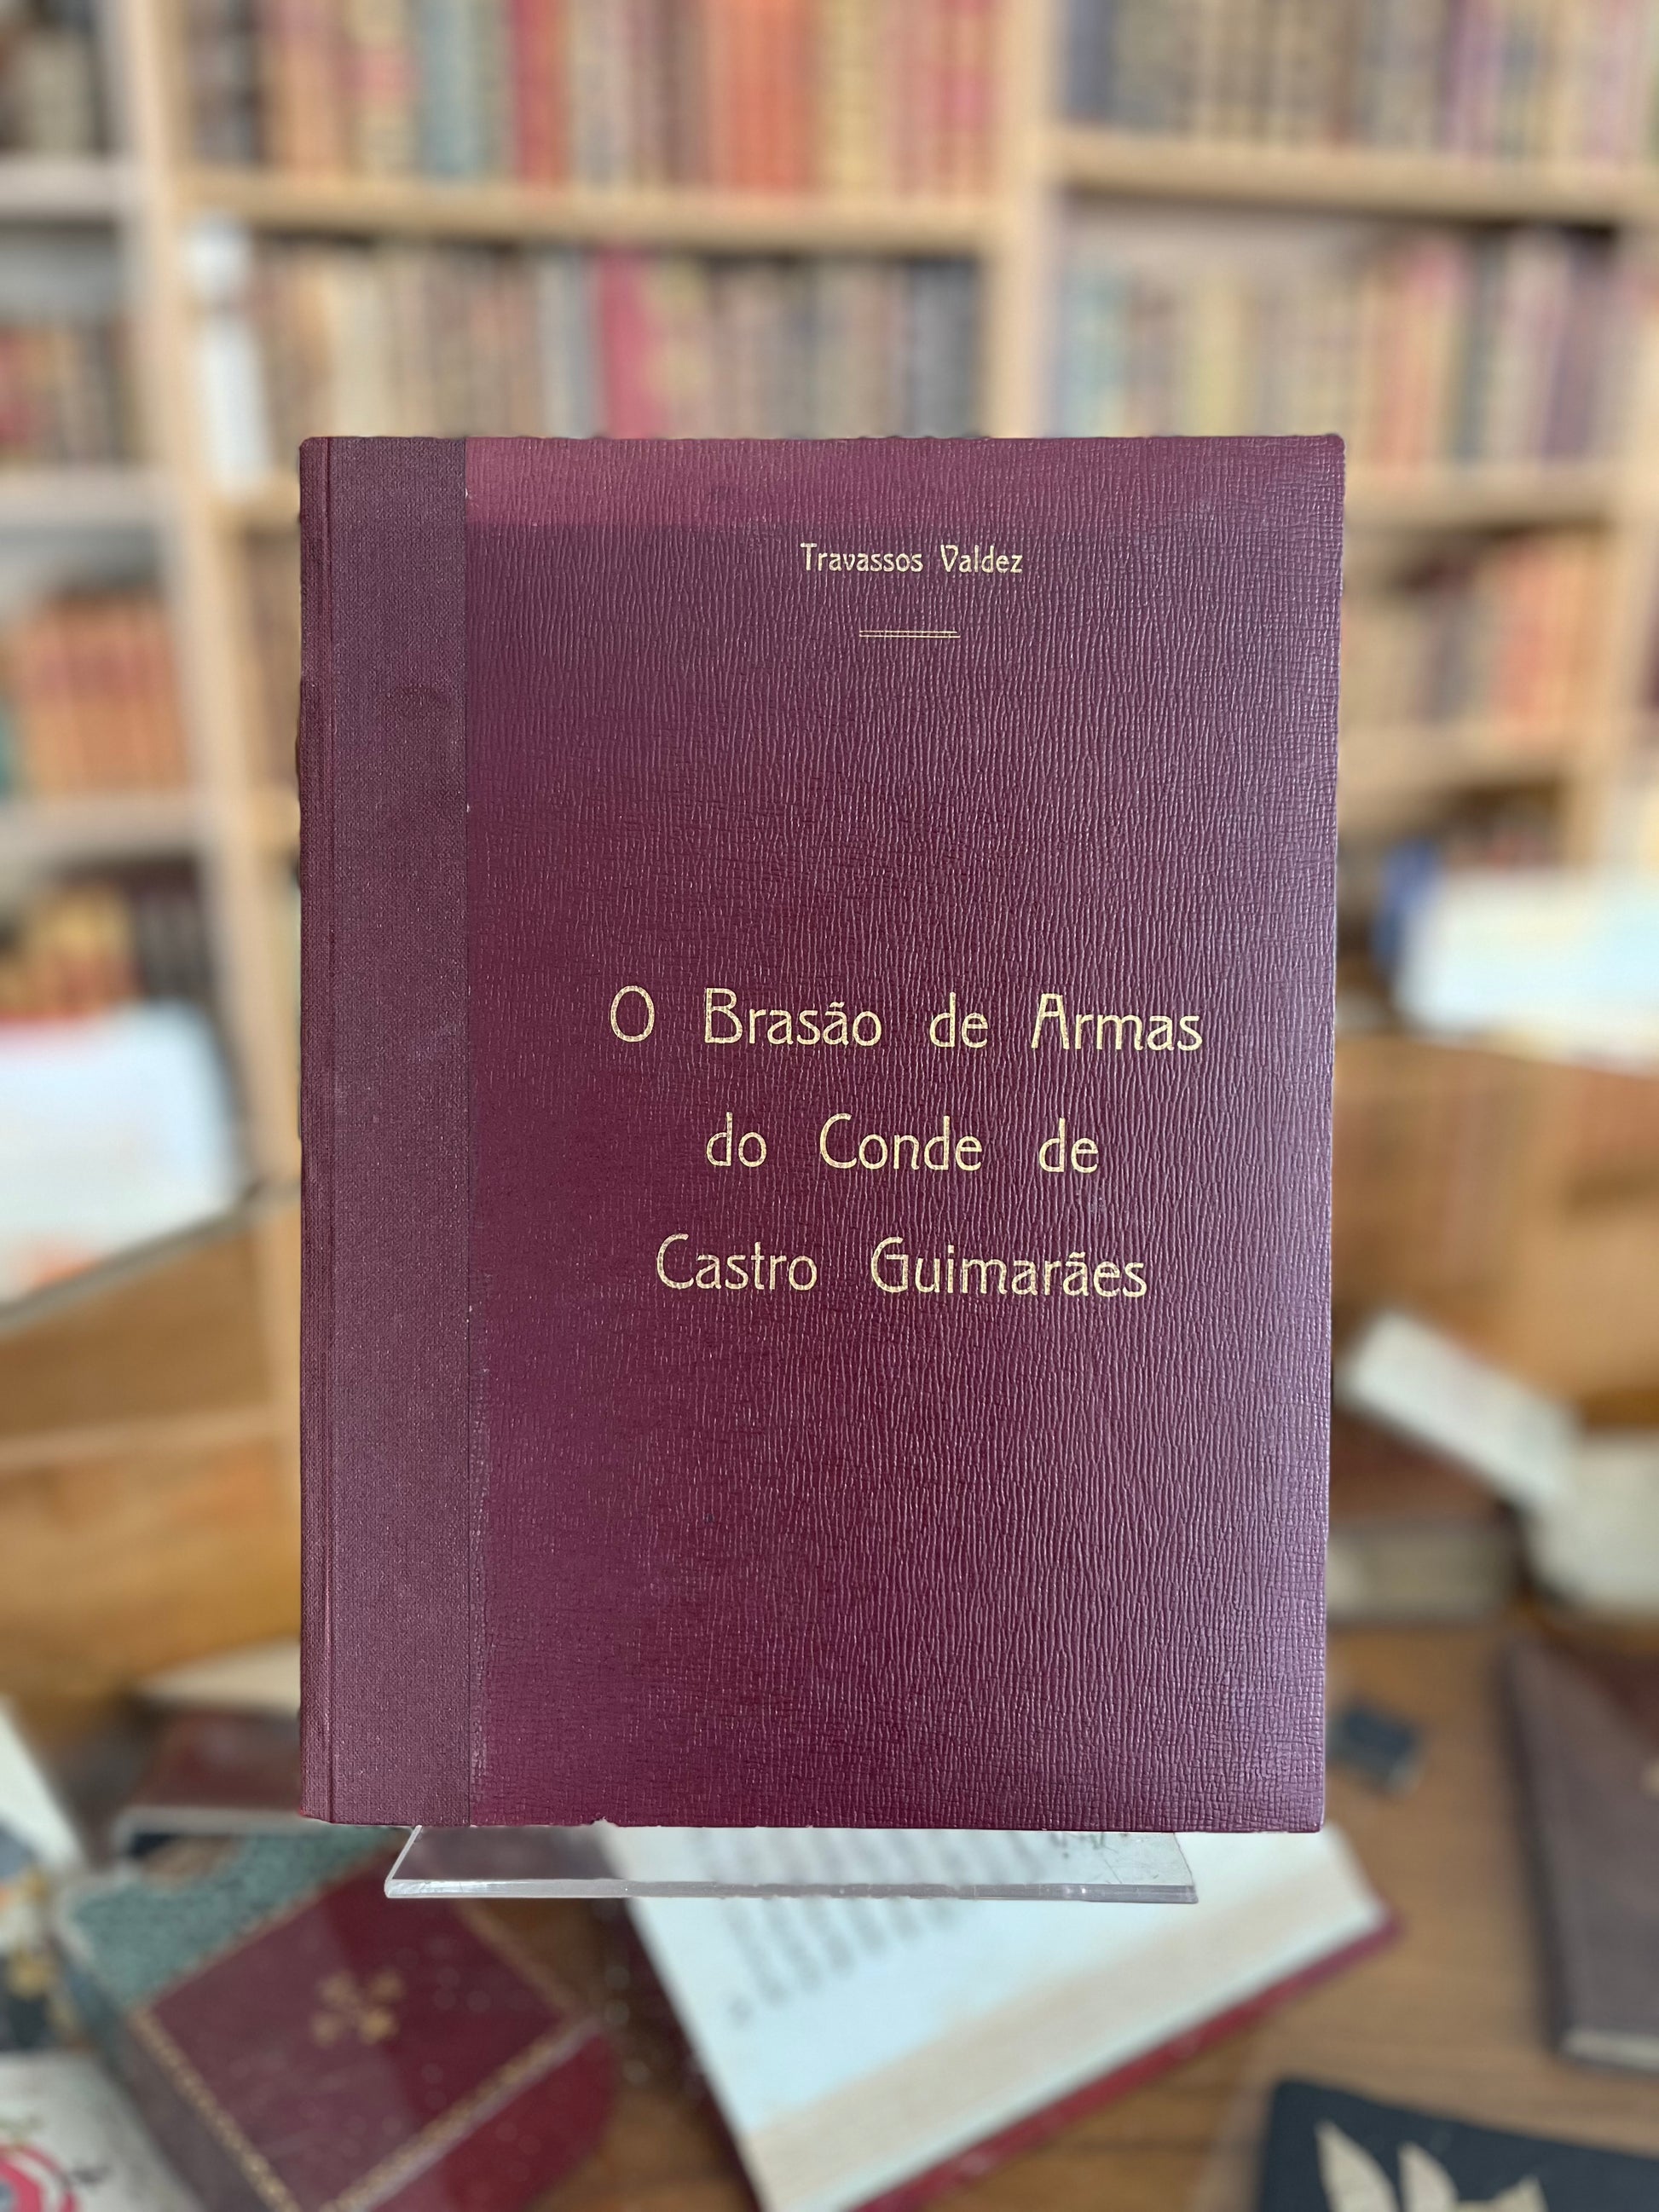 Travassos Valdez
O Brasão de Armas
do Conde de
Castro Guimarães